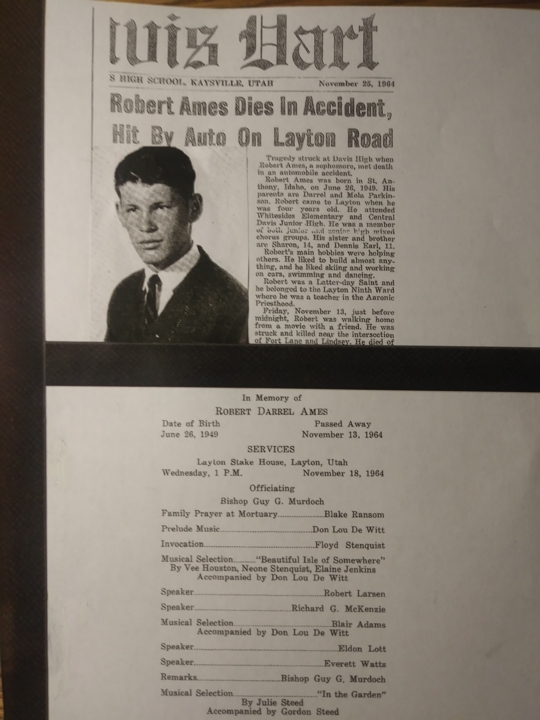 vis Dart
S HIGH SCHOOL, KAYSVILLE, UTAH November 25, 1964
Robert Ames Dies In Accident,
Hit By Auto On Layton Road
Tragedy struck at Davis High when
Robert Ames, a sophomore, met death
in an automobile accident.
Robert Ames was born in St. An-
thony, Idaho, on June 26, 1949. His
parents are Darrel and Mola Parkin-
son. Robert came to Layton when he
was four years old. He attended
Whitesides Elementary and Central
Davis Junior High. He was a member
of both junior and senior high mixed
chorus groups. His sister and brother
are Sharon, 14, and Dennis Earl, 11.
Robert's main hobbies were helping
others. He liked to build almost any-
thing, and he liked skiing and working
on cars, swimming and dancing.
Robert was a Latter-day Saint and
he belonged to the Layton Ninth Ward
where he was a teacher in the Aaronic
Priesthood.
Friday, November 13, just before
midnight, Robert was walking home
from a movie with a friend. He was
struck and killed near the intersection
of Fort Lane and Lindsey. He died of
In Memory of
ROBERT DARREL AMES
Date of Birth Passed Away
June 26, 1949 November 13, 1964
SERVICES
Layton Stake House, Layton, Utah
Wednesday, 1 P.M. November 18, 1964
Officiating
Bishop Guy G. Murdoch
Family Prayer at Mortuary Blake Ransom
Prelude Music Don Lou De Witt
Invocation Floyd Stenquist
Musical Selection "Beautiful Isle of Somewhere"
By Vee Houston, Neone Stenquist, Elaine Jenkins
Accompanied by Don Lou De Witt
Speaker Robert Larsen
Speaker Richard G. McKenzie
Musical Selection Blair Adams
Accompanied by Don Lou De Witt
Speaker Eldon Lott
Speaker Everett Watts
Remarks Bishop Guy G. Murdoch
Musical Selection "In the Garden"
By Julie Steed
Accompanied by Gordon Steed